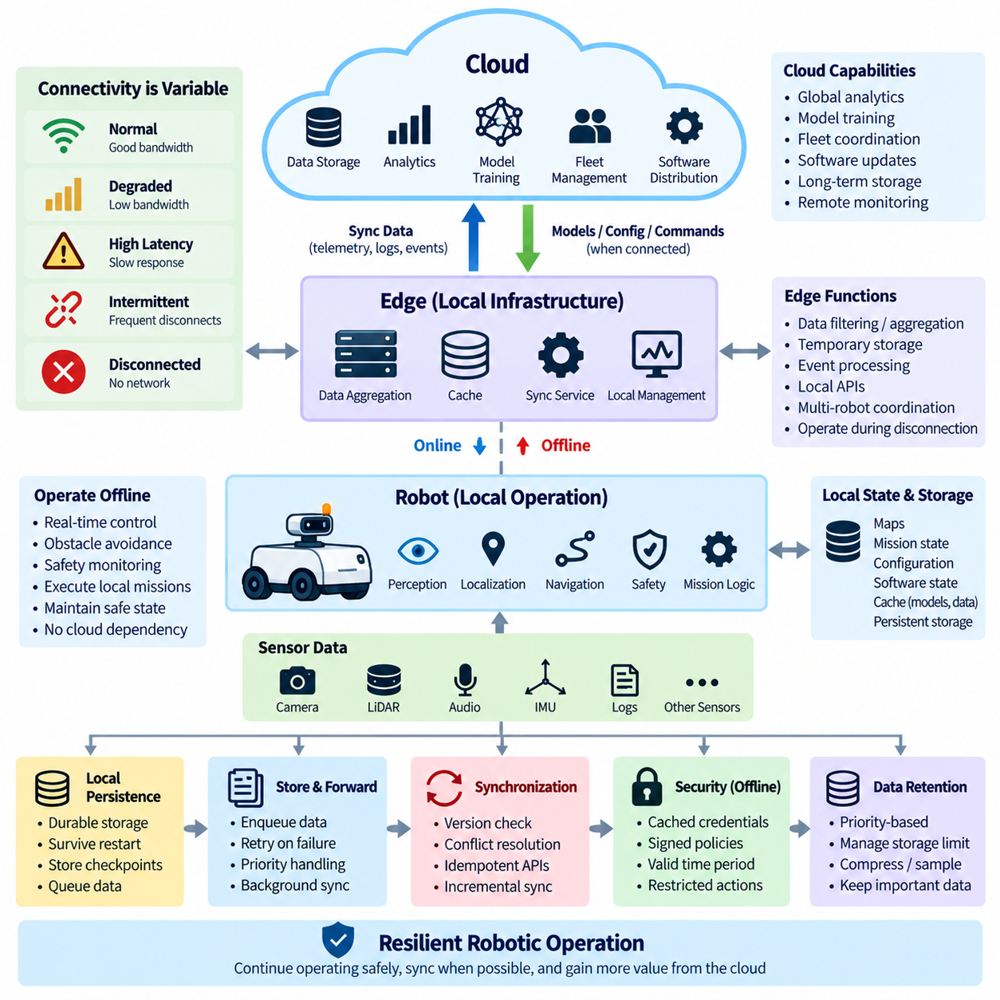 Cloud
Data Storage
Analytics
Model
Training
Fleet
Management
Software
Distribution
Connectivity is Variable
Normal
Good bandwidth
Degraded
Low bandwidth
High Latency
Slow response
Intermittent
Frequent disconnects
Disconnected
No network
Cloud Capabilities
• Global analytics
• Model training
• Fleet coordination
• Software updates
• Long-term storage
• Remote monitoring
Sync Data
(telemetry, logs, events)
Models / Config / Commands
(when connected)
Edge (Local Infrastructure)
Data Aggregation
Cache
Sync Service
Local Management
Edge Functions
• Data filtering / aggregation
• Temporary storage
• Event processing
• Local APIs
• Multi-robot coordination
• Operate during disconnection
Online
Offline
Operate Offline
• Real-time control
• Obstacle avoidance
• Safety monitoring
• Execute local missions
• Maintain safe state
• No cloud dependency
Robot (Local Operation)
Perception
Localization
Navigation
Safety
Mission Logic
Local State & Storage
Maps
Mission state
Configuration
Software state
Cache (models, data)
Persistent storage
Sensor Data
Camera
LiDAR
Audio
IMU
Logs
Other Sensors
Local
Persistence
• Durable storage
• Survive restart
• Store checkpoints
• Queue data
Store & Forward
• Enqueue data
• Retry on failure
• Priority handling
• Background sync
Synchronization
• Version check
• Conflict resolution
• Idempotent APIs
• Incremental sync
Security (Offline)
• Cached credentials
• Signed policies
• Valid time period
• Restricted actions
Data Retention
• Priority-based
• Manage storage limit
• Compress / sample
• Keep important data
Resilient Robotic Operation
Continue operating safely, sync when possible, and gain more value from the cloud